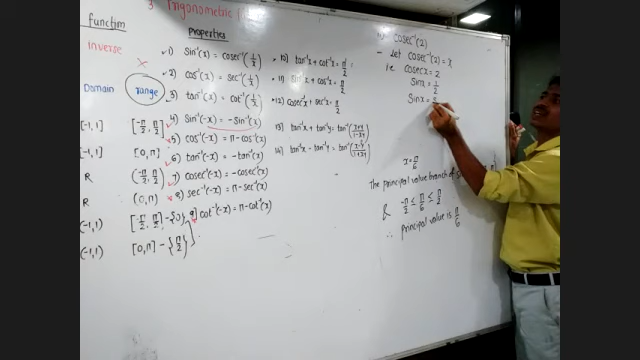 3 Trigonometric
function
Inverse
Domain
range
[-1,1] [-π/2, π/2]
[-1,1] [0,π]
R (-π/2, π/2)
R (0,π)
(-1,1) [-π/2, π/2] - {0}
(-1,1) [0,π] - {π/2}
Properties
1) Sin⁻¹(x) = Cosec⁻¹(1/x)
2) cos⁻¹(x) = sec⁻¹(1/x)
3) tan⁻¹(x) = cot⁻¹(1/x)
4) Sin⁻¹(-x) = -Sin⁻¹(x)
5) cos⁻¹(-x) = π - cos⁻¹(x)
6) tan⁻¹(-x) = -tan⁻¹(x)
7) Cosec⁻¹(-x) = -cosec⁻¹(x)
8) sec⁻¹(-x) = π - sec⁻¹(x)
9) cot⁻¹(-x) = π - cot⁻¹(x)
10) tan⁻¹x + cot⁻¹x = π/2
11) sin⁻¹x + cos⁻¹x = π/2
12) cosec⁻¹x + sec⁻¹x = π/2
13) tan⁻¹x + tan⁻¹y = tan⁻¹
14) tan⁻¹x - tan⁻¹y = tan⁻¹
cosec⁻¹(2)
- let cosec⁻¹(2) = x
i.e. cosec x = 2
Sin x = 1/2
Sin x =
x = π/6
The principal value branch of
& -π/2 ≤ π/6 ≤ π/2
∴ principal value is π/6